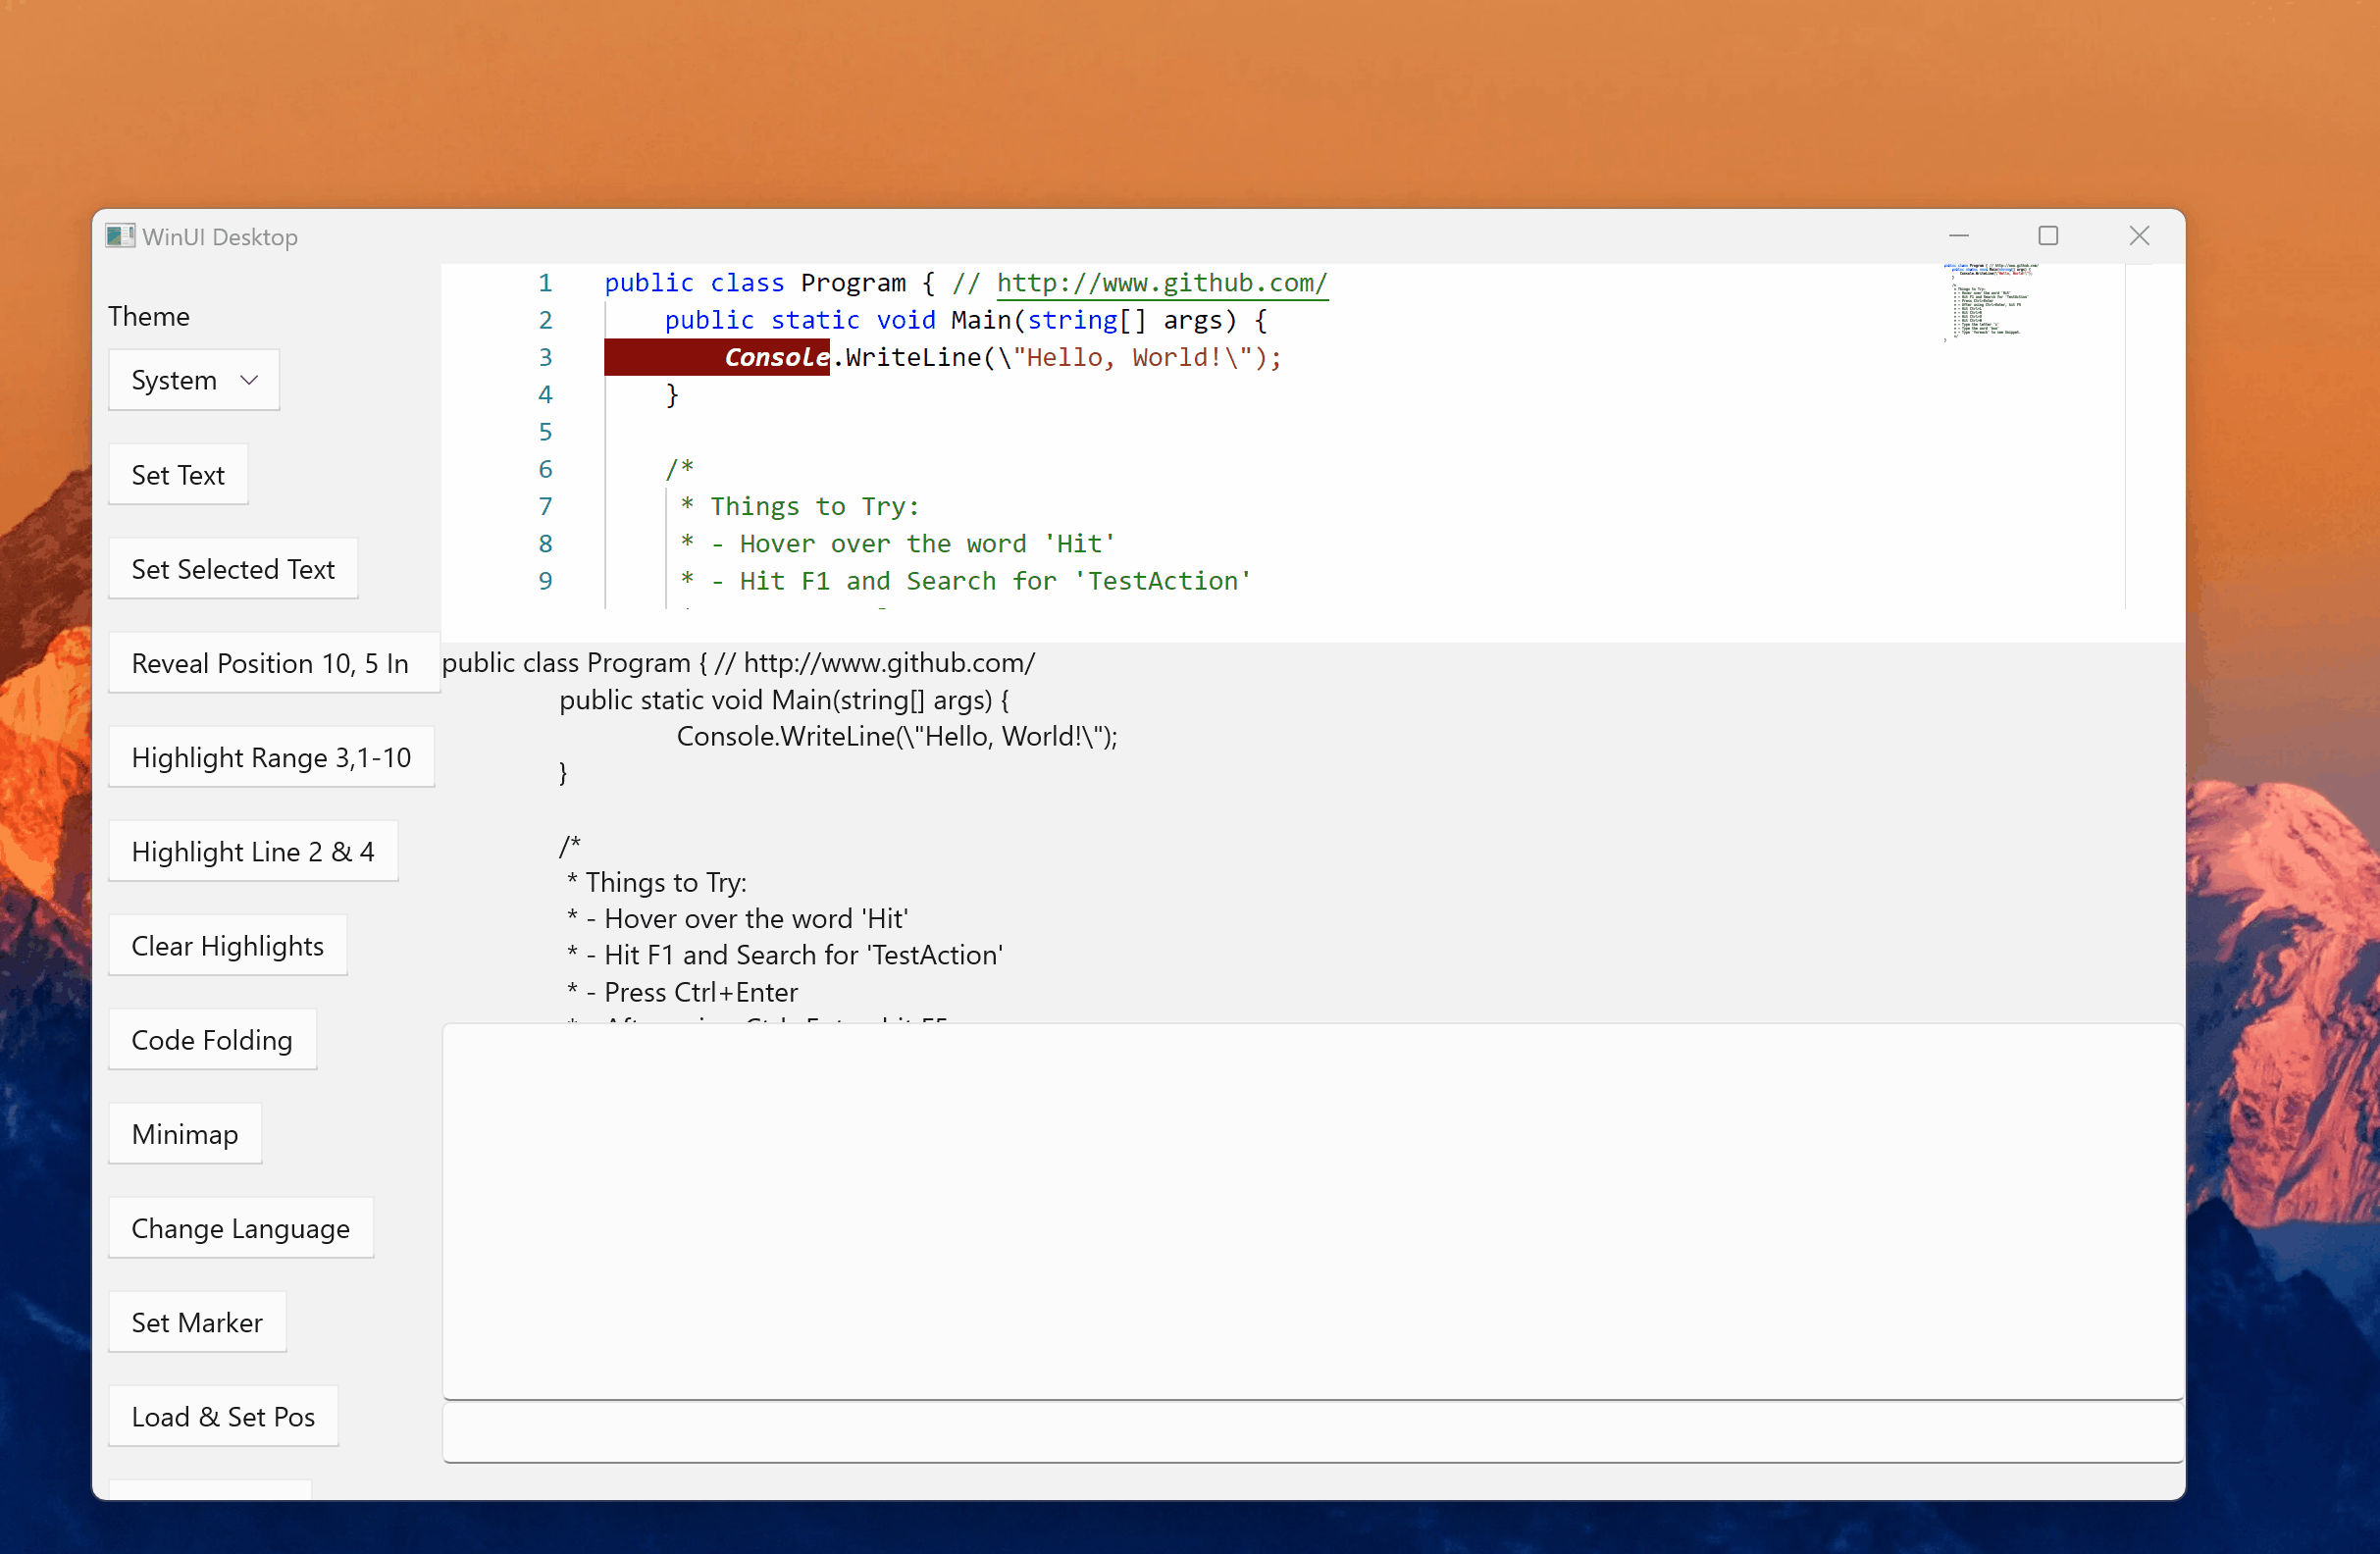 WinUI Desktop
Theme
System
Set Text
Set Selected Text
Reveal Position 10, 5 In
Highlight Range 3,1-10
Highlight Line 2 & 4
Clear Highlights
Code Folding
Minimap
Change Language
Set Marker
Load & Set Pos
1 public class Program { // http://www.github.com/
2 public static void Main(string[] args) {
3 Console.WriteLine(\"Hello, World!\");
4 }
5
6 /*
7 * Things to Try:
8 * - Hover over the word 'Hit'
9 * - Hit F1 and Search for 'TestAction'
public class Program { // http://www.github.com/
public static void Main(string[] args) {
Console.WriteLine(\"Hello, World!\");
}
/*
* Things to Try:
* - Hover over the word 'Hit'
* - Hit F1 and Search for 'TestAction'
* - Press Ctrl+Enter